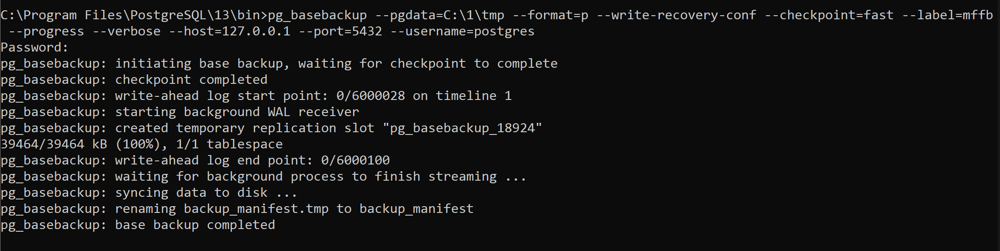 C:\Program Files\PostgreSQL\13\bin>pg_basebackup --pgdata=C:\1\tmp --format=p --write-recovery-conf --checkpoint=fast --label=mffb
--progress --verbose --host=127.0.0.1 --port=5432 --username=postgres
Password:
pg_basebackup: initiating base backup, waiting for checkpoint to complete
pg_basebackup: checkpoint completed
pg_basebackup: write-ahead log start point: 0/6000028 on timeline 1
pg_basebackup: starting background WAL receiver
pg_basebackup: created temporary replication slot "pg_basebackup_18924"
39464/39464 kB (100%), 1/1 tablespace
pg_basebackup: write-ahead log end point: 0/6000100
pg_basebackup: waiting for background process to finish streaming ...
pg_basebackup: syncing data to disk ...
pg_basebackup: renaming backup_manifest.tmp to backup_manifest
pg_basebackup: base backup completed